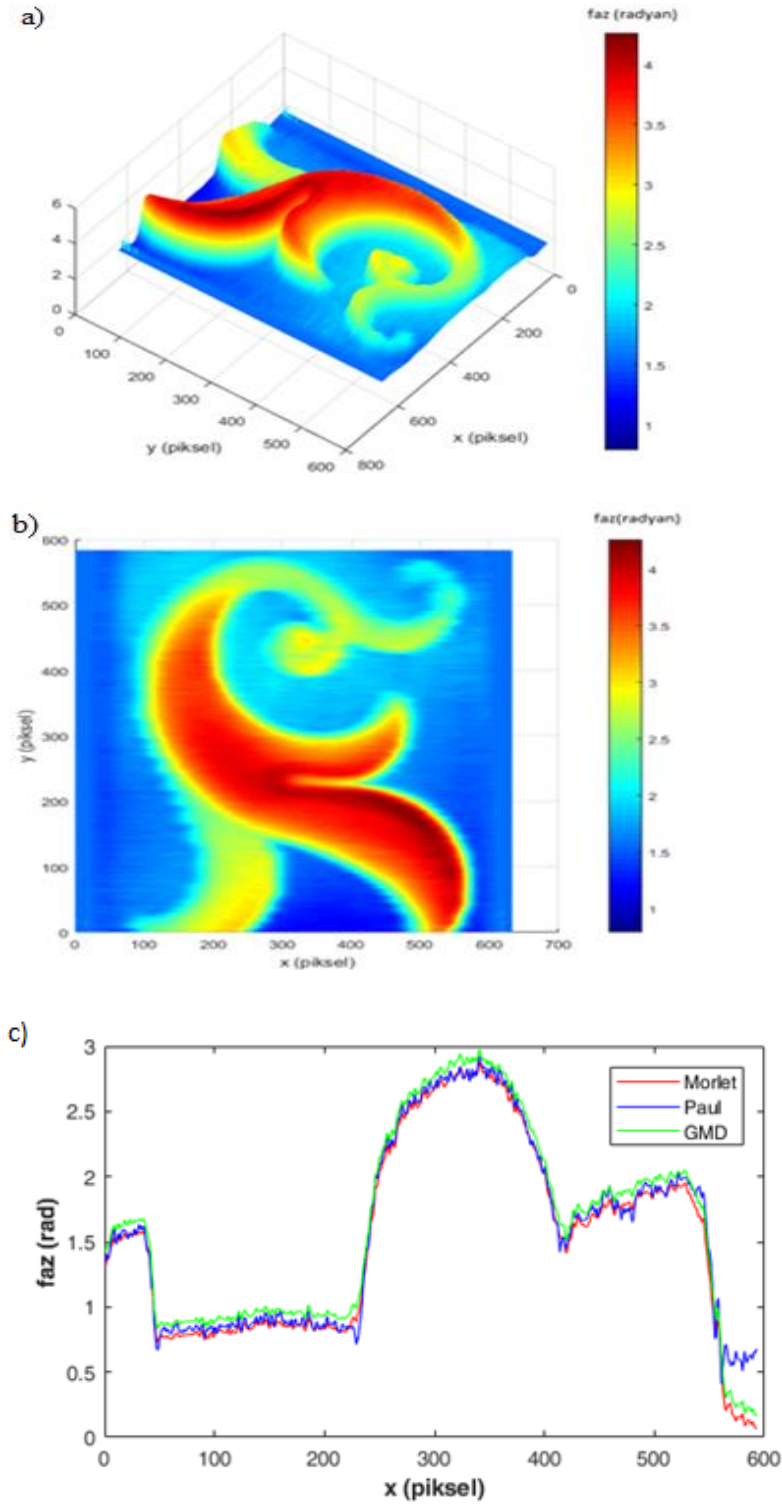 a)
faz (radyan)
4
3.5
3
2.5
2
1.5
1
6
4
2
0
0
100
200
300
400
500
600
y (piksel)
0
200
400
600
800
x (piksel)
b)
faz(radyan)
4
3.5
3
2.5
2
1.5
1
600
500
400
300
200
100
0
y (piksel)
0 100 200 300 400 500 600 700
x (piksel)
c)
3
2.5
2
1.5
1
0.5
0
faz (rad)
Morlet
Paul
GMD
0 100 200 300 400 500 600
x (piksel)